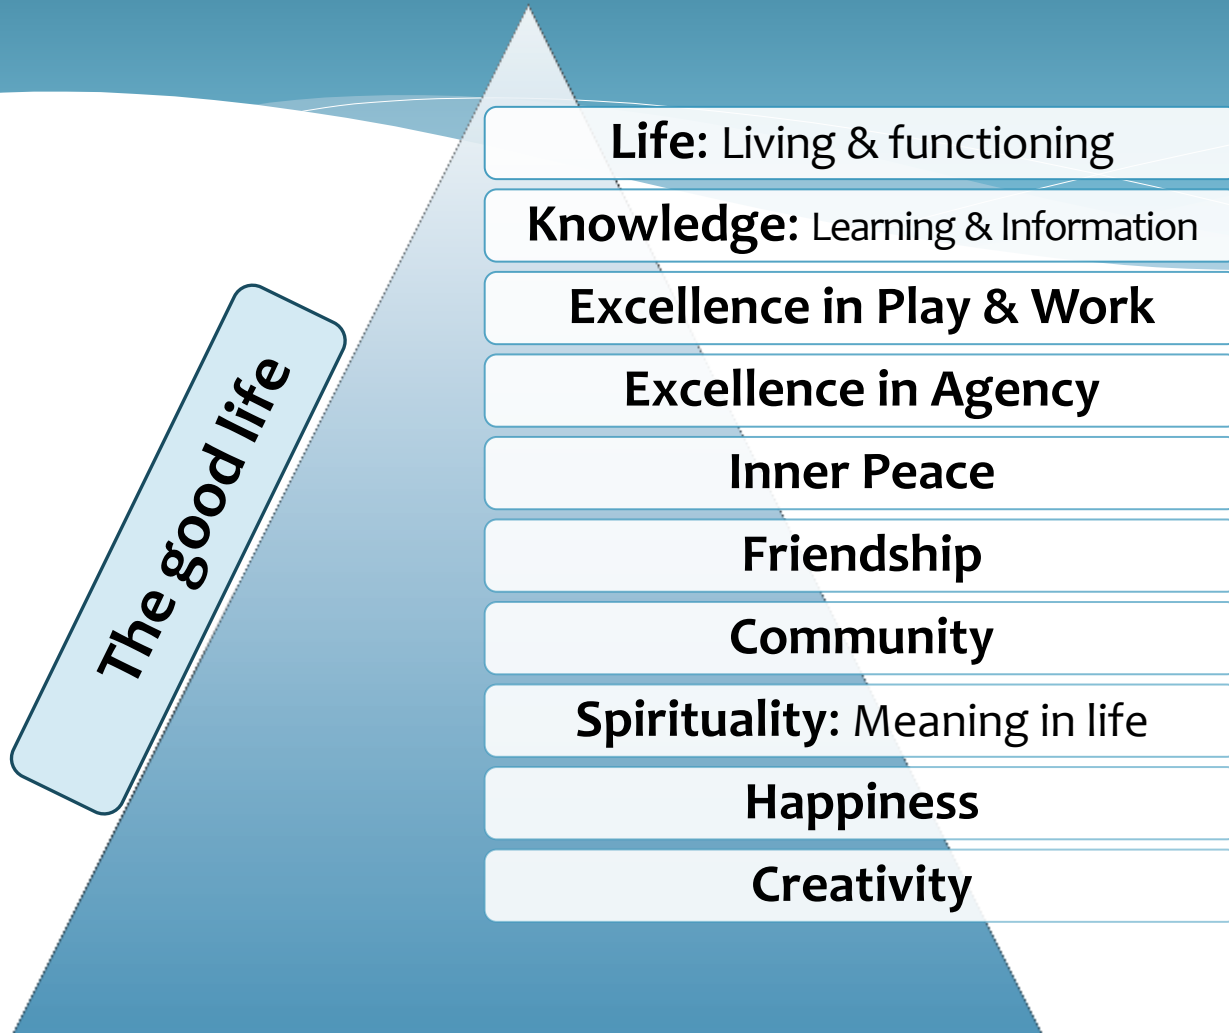 Life: Living & functioning
Knowledge: Learning & Information
Excellence in Play & Work
Excellence in Agency
Inner Peace
Friendship
Community
Spirituality: Meaning in life
Happiness
Creativity
The good life